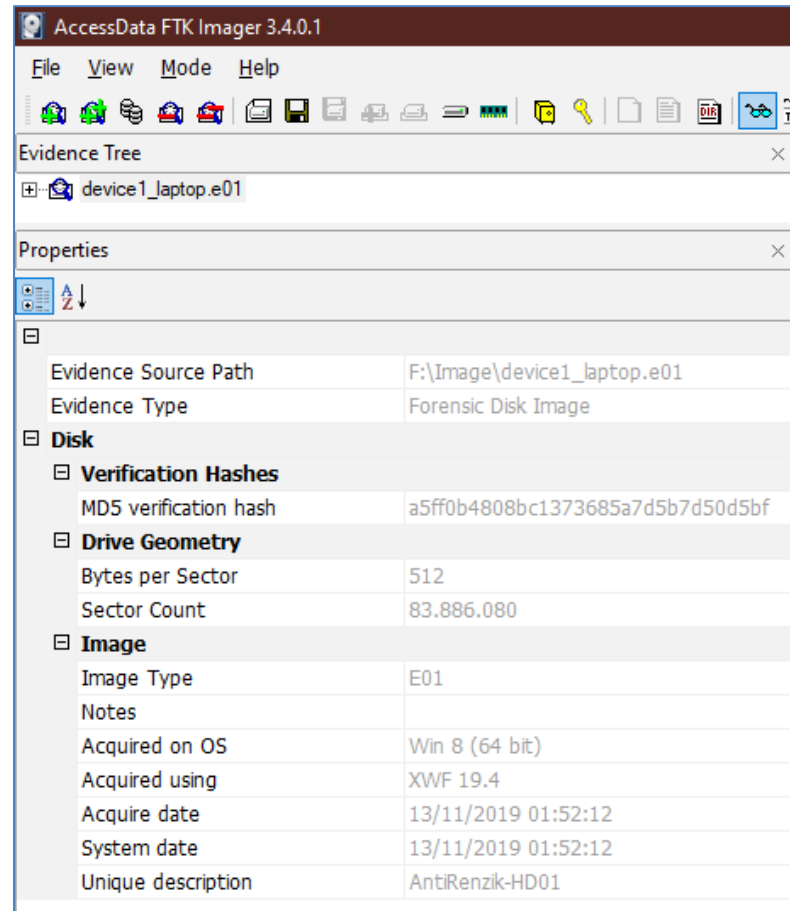 AccessData FTK Imager 3.4.0.1
File View Mode Help
DIR
Evidence Tree
device1_laptop.e01
Properties
A
Z
Evidence Source Path F:\Image\device1_laptop.e01
Evidence Type Forensic Disk Image
Disk
Verification Hashes
MD5 verification hash a5ff0b4808bc1373685a7d5b7d50d5bf
Drive Geometry
Bytes per Sector 512
Sector Count 83.886.080
Image
Image Type E01
Notes
Acquired on OS Win 8 (64 bit)
Acquired using XWF 19.4
Acquire date 13/11/2019 01:52:12
System date 13/11/2019 01:52:12
Unique description AntiRenzik-HD01